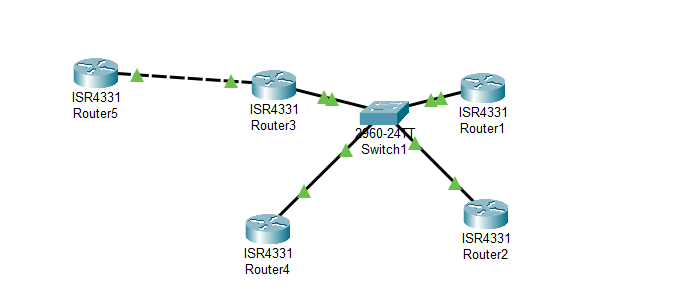 ISR4331
Router5
ISR4331
Router3
ISR4331
Router1
2960-24TT
Switch1
ISR4331
Router4
ISR4331
Router2